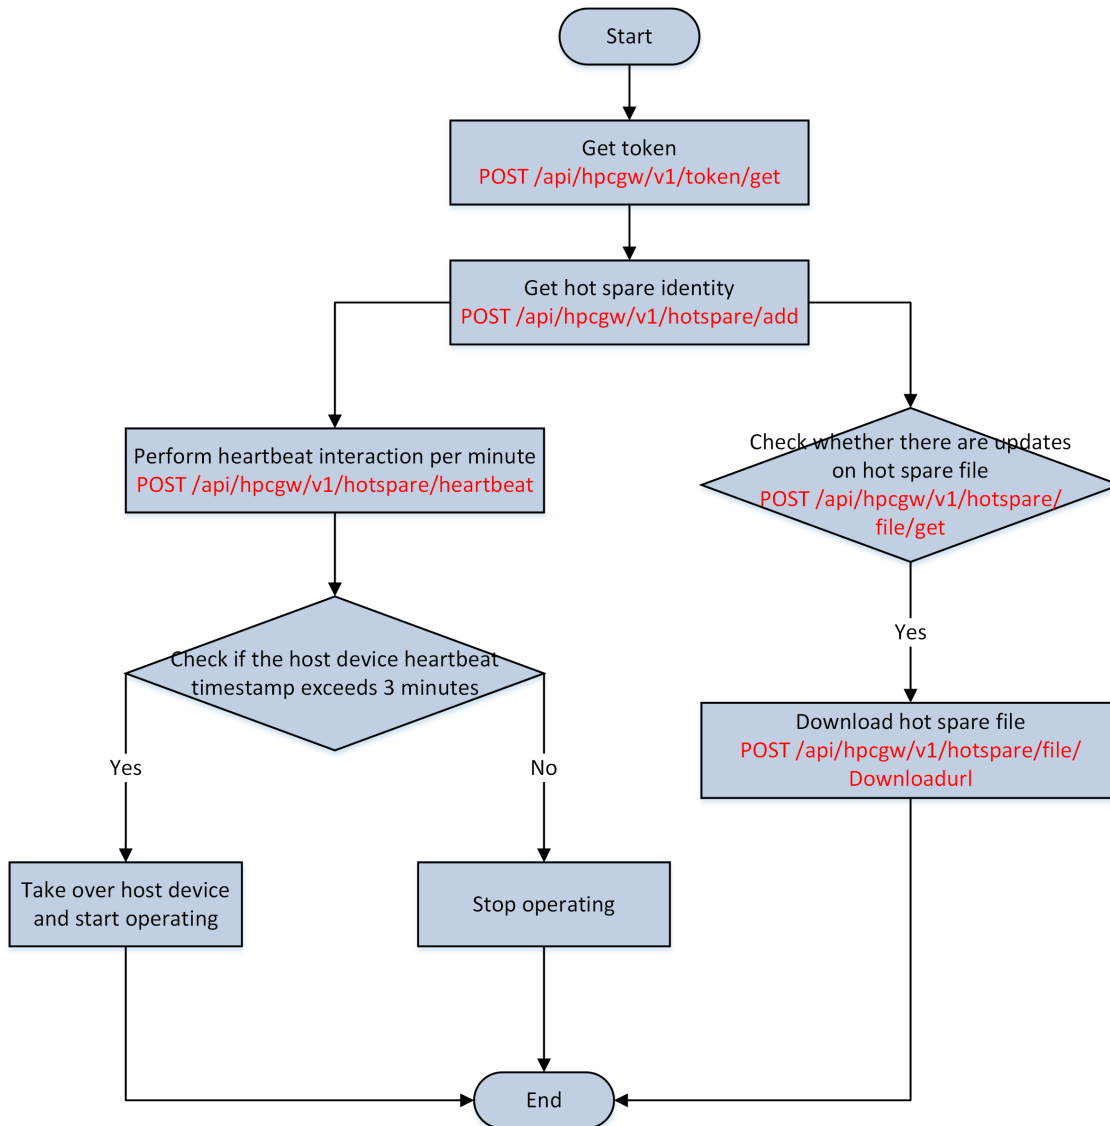 Start
Get token
POST /api/hpcgw/v1/token/get
Get hot spare identity
POST /api/hpcgw/v1/hotspare/add
Perform heartbeat interaction per minute
POST /api/hpcgw/v1/hotspare/heartbeat
Check whether there are updates
on hot spare file
POST /api/hpcgw/v1/hotspare/
file/get
Check if the host device heartbeat
timestamp exceeds 3 minutes
Yes
Download hot spare file
POST /api/hpcgw/v1/hotspare/file/
Downloadurl
Yes
No
Take over host device
and start operating
Stop operating
End